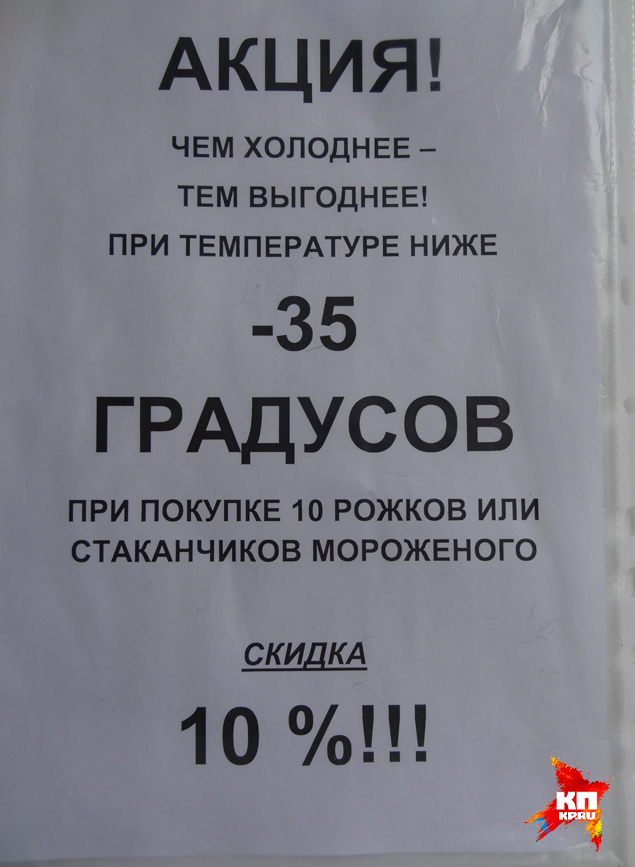 АКЦИЯ!
ЧЕМ ХОЛОДНЕЕ –
ТЕМ ВЫГОДНЕЕ!
ПРИ ТЕМПЕРАТУРЕ НИЖЕ
-35
ГРАДУСОВ
ПРИ ПОКУПКЕ 10 РОЖКОВ ИЛИ
СТАКАНЧИКОВ МОРОЖЕНОГО
СКИДКА
10 %!!!
КП
KP.RU